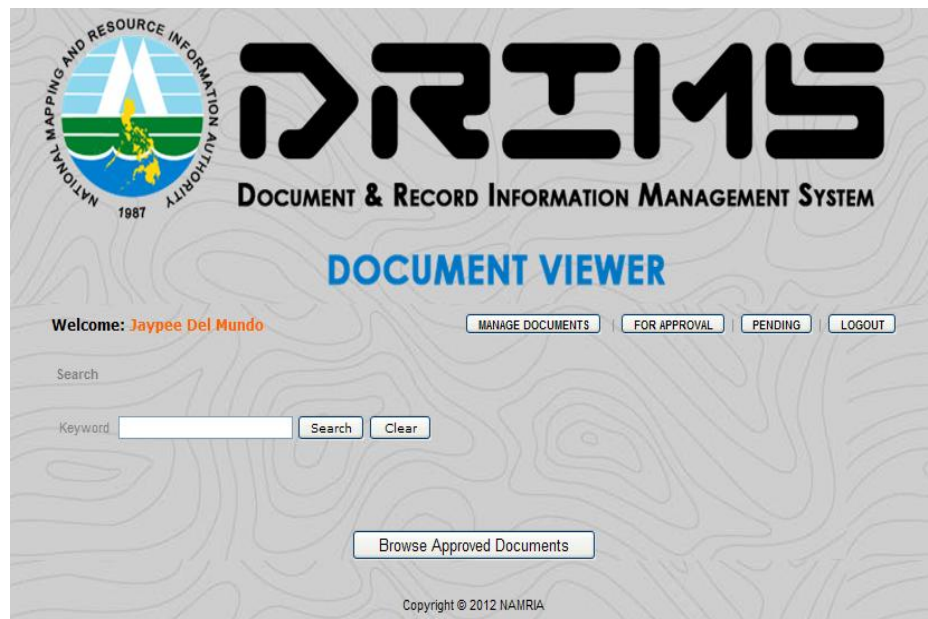 NATIONAL MAPPING AND RESOURCE INFORMATION AUTHORITY
1987
DRIMS
DOCUMENT & RECORD INFORMATION MANAGEMENT SYSTEM
DOCUMENT VIEWER
Welcome: Jaypee Del Mundo MANAGE DOCUMENTS | FOR APPROVAL | PENDING | LOGOUT
Search
Keyword Search Clear
Browse Approved Documents
Copyright © 2012 NAMRIA